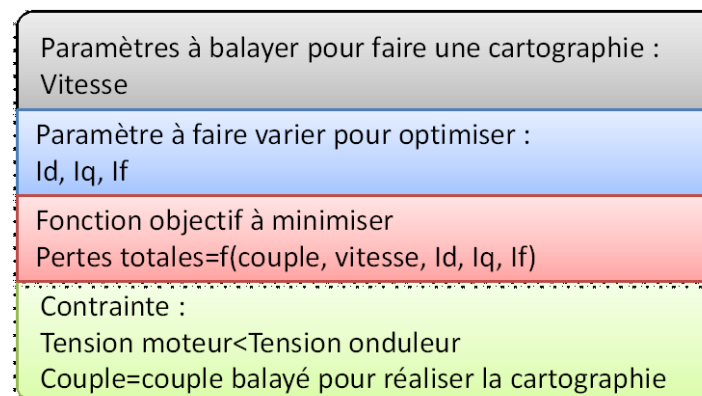 Paramètres à balayer pour faire une cartographie :
Vitesse
Paramètre à faire varier pour optimiser :
Id, Iq, If
Fonction objectif à minimiser
Pertes totales=f(couple, vitesse, Id, Iq, If)
Contrainte :
Tension moteur<Tension onduleur
Couple=couple balayé pour réaliser la cartographie